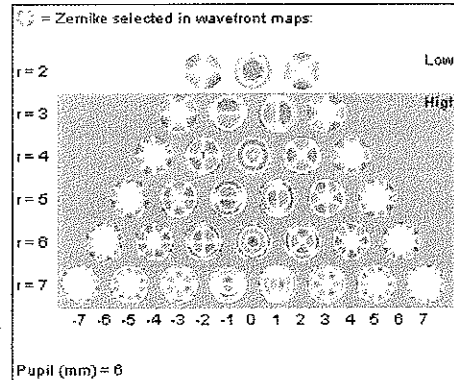 = Zernike selected in wavefront maps:
r = 2 Low
High
r = 3
r = 4
r = 5
r = 6
r = 7
-7 -6 -5 -4 -3 -2 -1 0 1 2 3 4 5 6 7
Pupil (mm) = 6